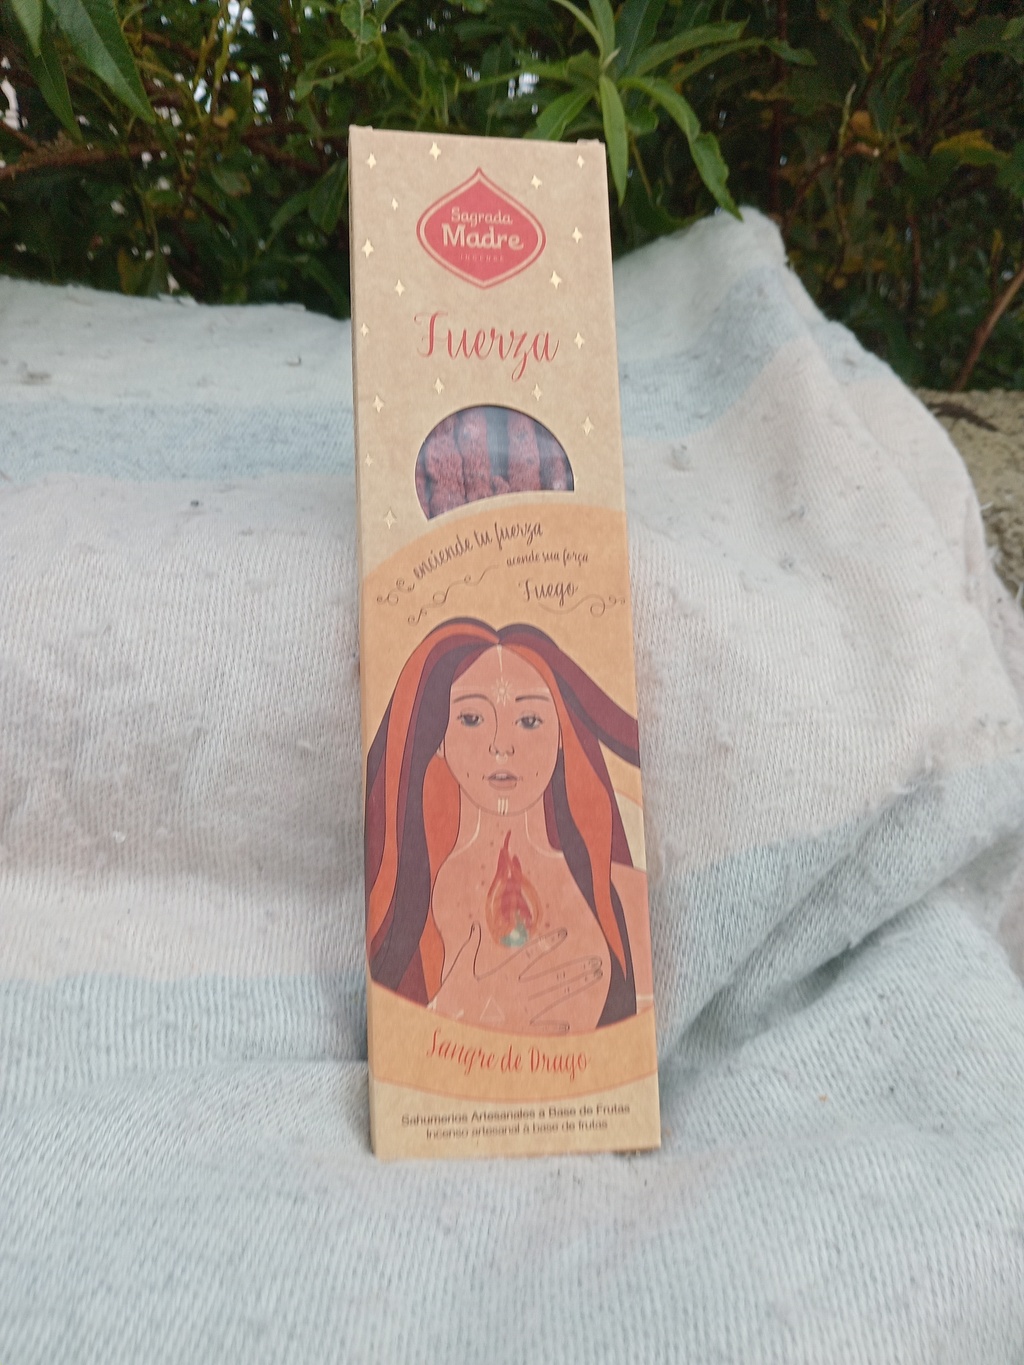 Sagrada
Madre
INCENSE
Fuerza
enciende tu fuerza
acende sua força
Fuego
Sangre de Drago
Sahumerios Artesanales a Base de Frutas
Incenso artesanal à base de frutas